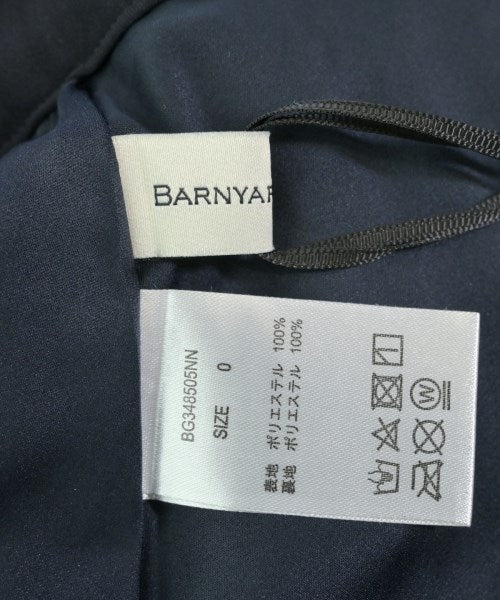 BARNYAR
BG348505NN
SIZE 0
表地 ポリエステル 100%
裏地 ポリエステル 100%
W